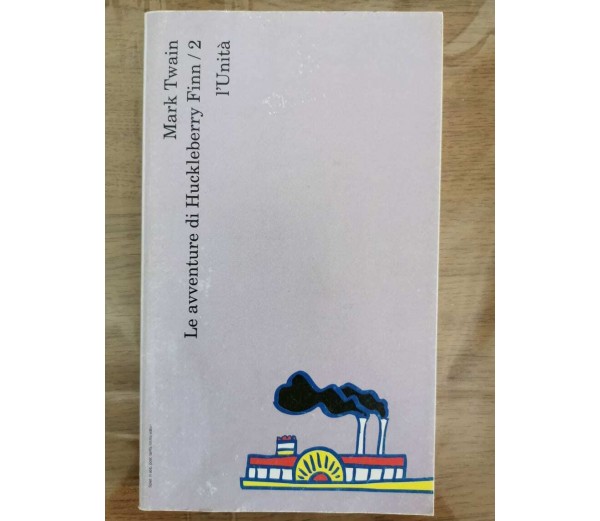 Mark Twain
Le avventure di Huckleberry Finn / 2
l'Unità